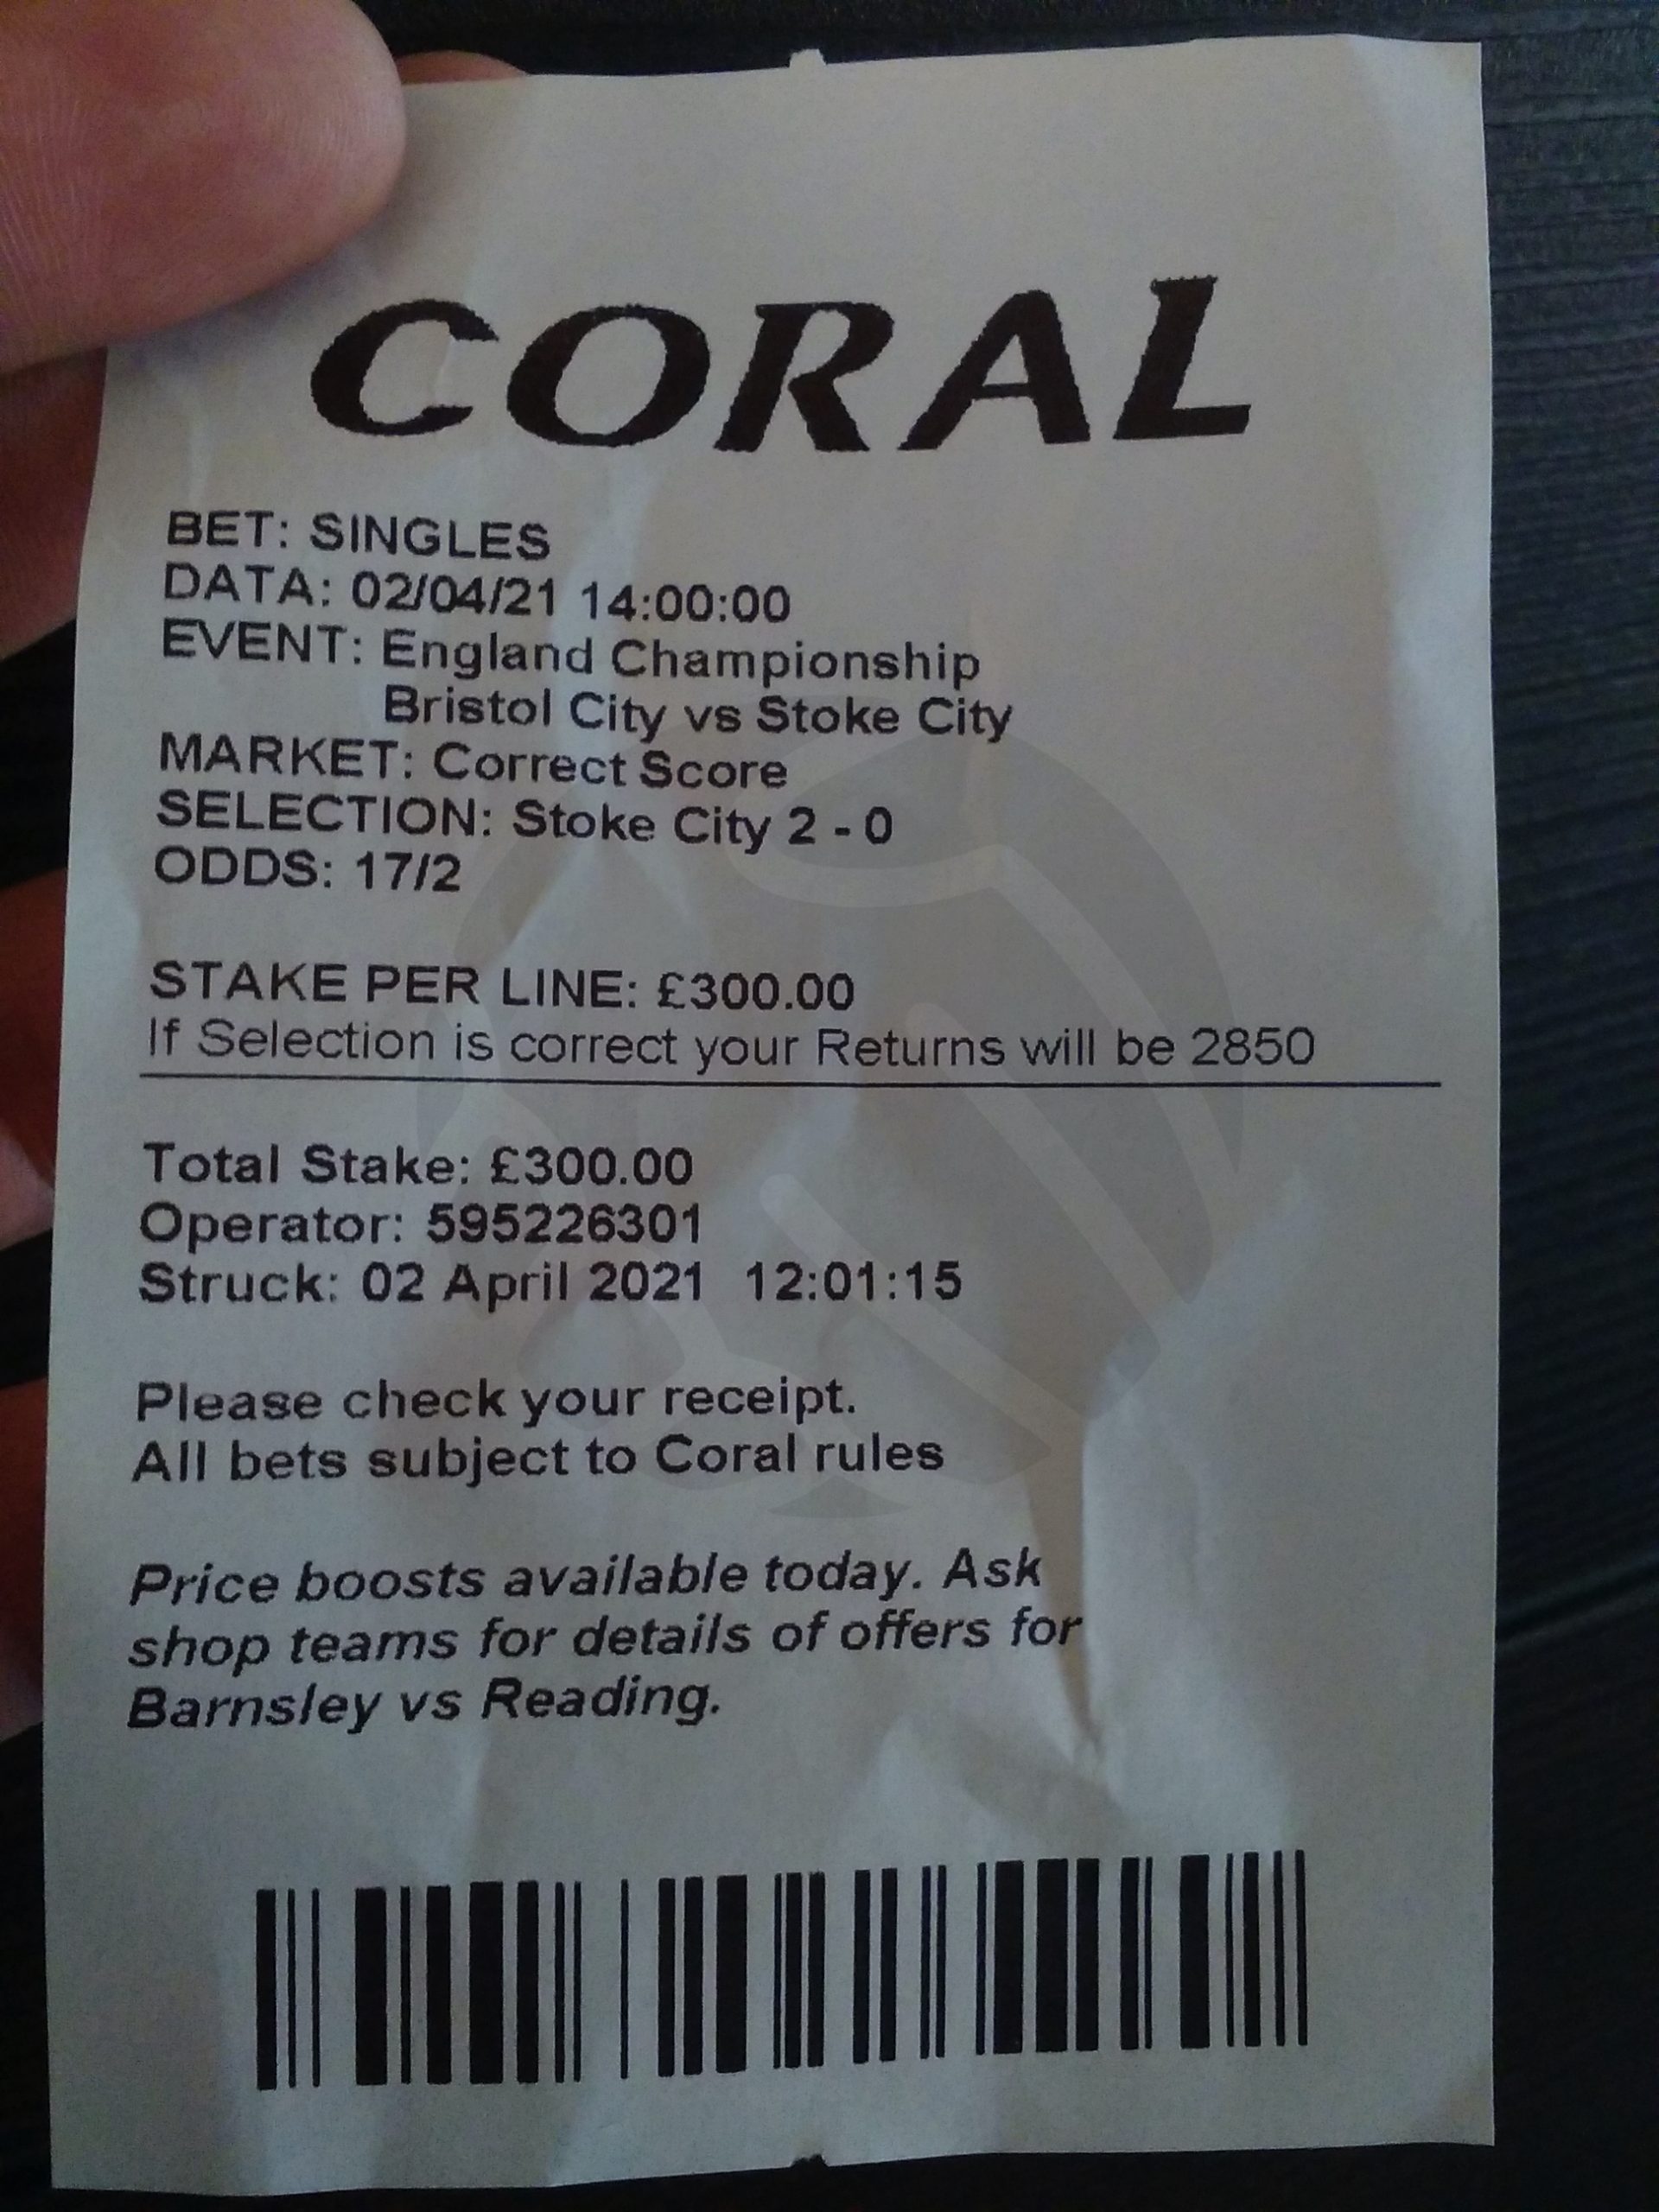 CORAL
BET: SINGLES
DATA: 02/04/21 14:00:00
EVENT: England Championship
Bristol City vs Stoke City
MARKET: Correct Score
SELECTION: Stoke City 2 - 0
ODDS: 17/2
STAKE PER LINE: £300.00
If Selection is correct your Returns will be 2850
Total Stake: £300.00
Operator: 595226301
Struck: 02 April 2021 12:01:15
Please check your receipt.
All bets subject to Coral rules
Price boosts available today. Ask
shop teams for details of offers for
Barnsley vs Reading.